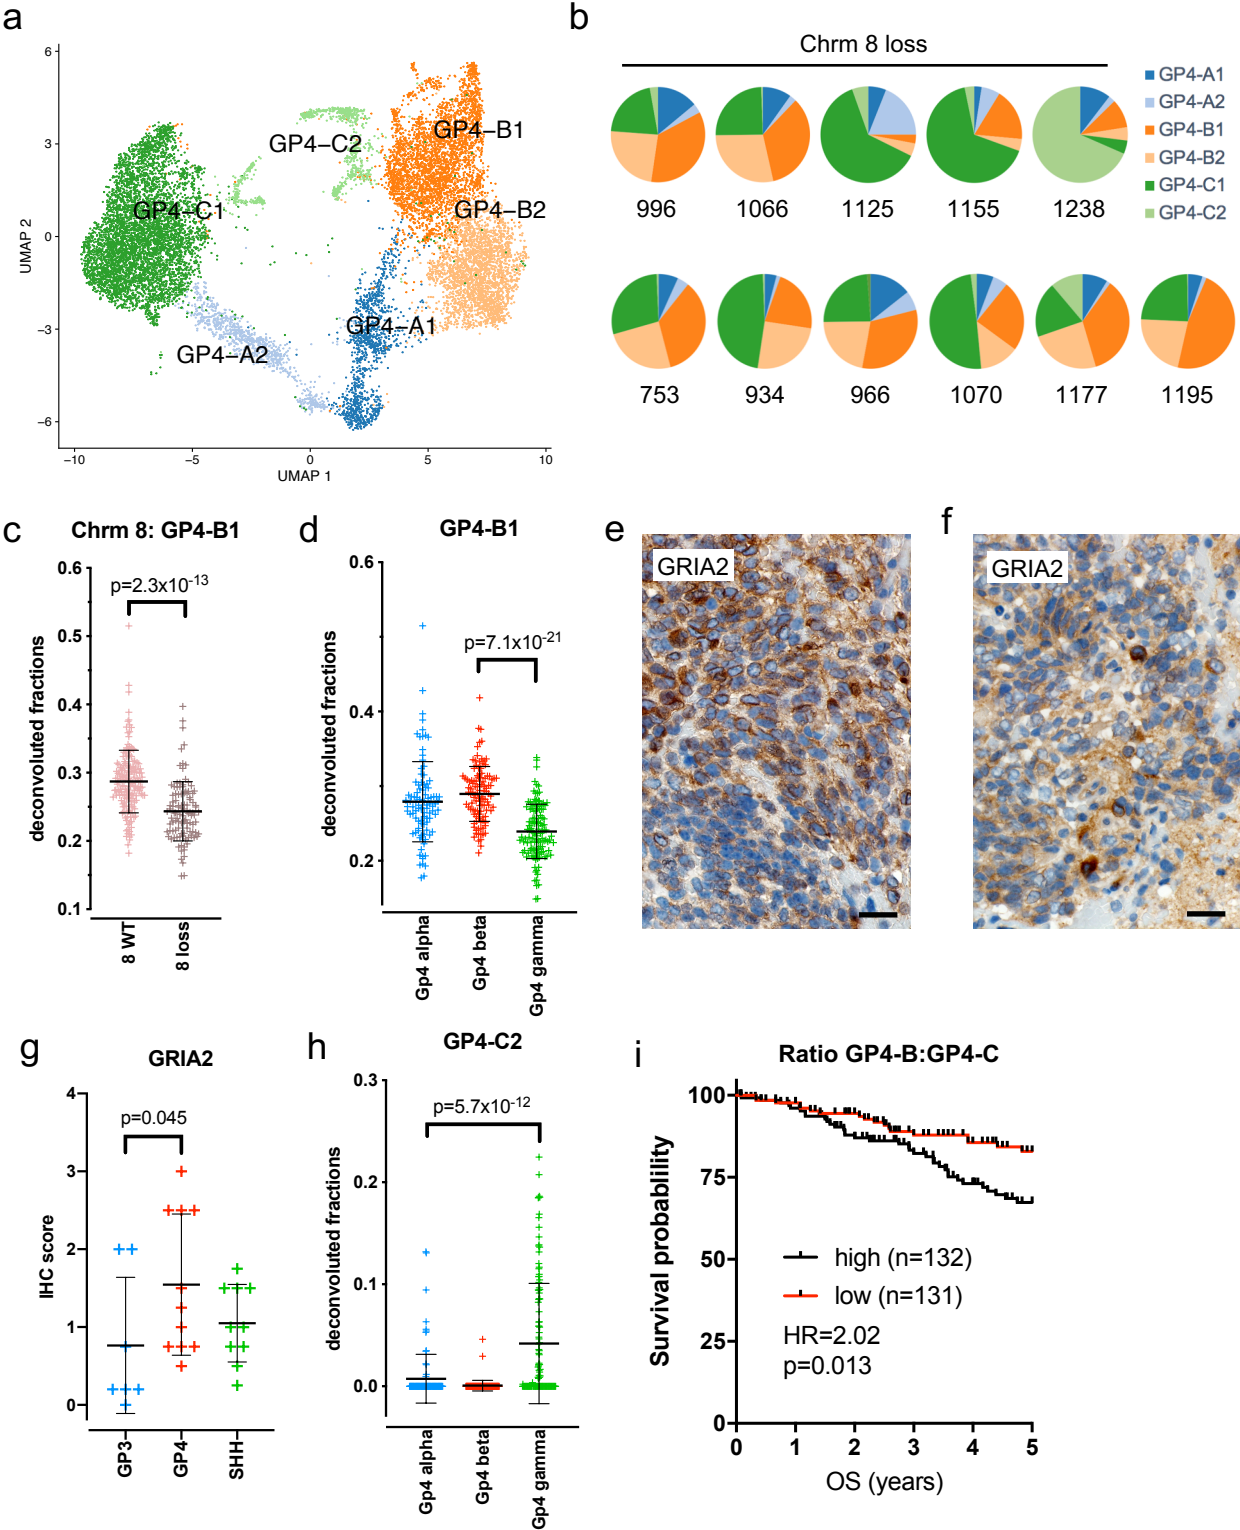 a
6
3
0
−3
−6
UMAP 2
−10
−5
0
5
10
UMAP 1
GP4−C2
GP4−B1
GP4−C1
GP4−B2
GP4−A1
GP4−A2
b
Chrm 8 loss
996
1066
1125
1155
1238
753
934
966
1070
1177
1195
GP4-A1
GP4-A2
GP4-B1
GP4-B2
GP4-C1
GP4-C2
c
Chrm 8: GP4-B1
p=2.3x10-13
0.6
0.5
0.4
0.3
0.2
0.1
deconvoluted fractions
8 WT
8 loss
d
GP4-B1
p=7.1x10-21
0.6
0.4
0.2
deconvoluted fractions
Gp4 alpha
Gp4 beta
Gp4 gamma
e
GRIA2
f
GRIA2
g
GRIA2
p=0.045
4
3
2
1
0
IHC score
GP3
GP4
SHH
h
GP4-C2
p=5.7x10-12
0.3
0.2
0.1
0.0
deconvoluted fractions
Gp4 alpha
Gp4 beta
Gp4 gamma
i
Ratio GP4-B:GP4-C
100
75
50
25
0
Survival probablility
high (n=132)
low (n=131)
HR=2.02
p=0.013
0
1
2
3
4
5
OS (years)